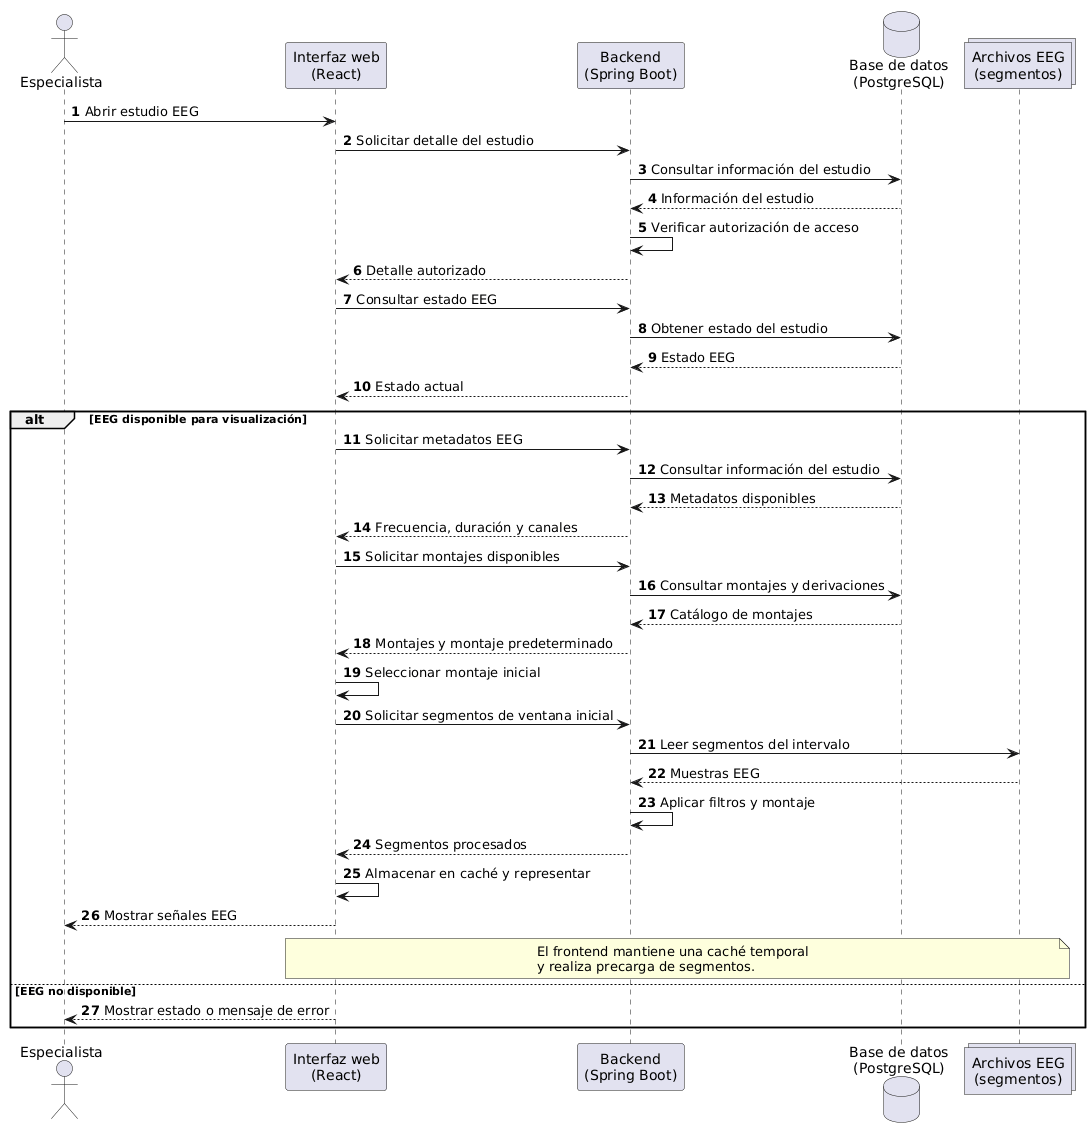 Especialista
Interfaz web
(React)
Backend
(Spring Boot)
Base de datos
(PostgreSQL)
Archivos EEG
(segmentos)
1 Abrir estudio EEG
2 Solicitar detalle del estudio
3 Consultar información del estudio
4 Información del estudio
5 Verificar autorización de acceso
6 Detalle autorizado
7 Consultar estado EEG
8 Obtener estado del estudio
9 Estado EEG
10 Estado actual
alt [EEG disponible para visualización]
11 Solicitar metadatos EEG
12 Consultar información del estudio
13 Metadatos disponibles
14 Frecuencia, duración y canales
15 Solicitar montajes disponibles
16 Consultar montajes y derivaciones
17 Catálogo de montajes
18 Montajes y montaje predeterminado
19 Seleccionar montaje inicial
20 Solicitar segmentos de ventana inicial
21 Leer segmentos del intervalo
22 Muestras EEG
23 Aplicar filtros y montaje
24 Segmentos procesados
25 Almacenar en caché y representar
26 Mostrar señales EEG
El frontend mantiene una caché temporal
y realiza precarga de segmentos.
[EEG no disponible]
27 Mostrar estado o mensaje de error
Especialista
Interfaz web
(React)
Backend
(Spring Boot)
Base de datos
(PostgreSQL)
Archivos EEG
(segmentos)